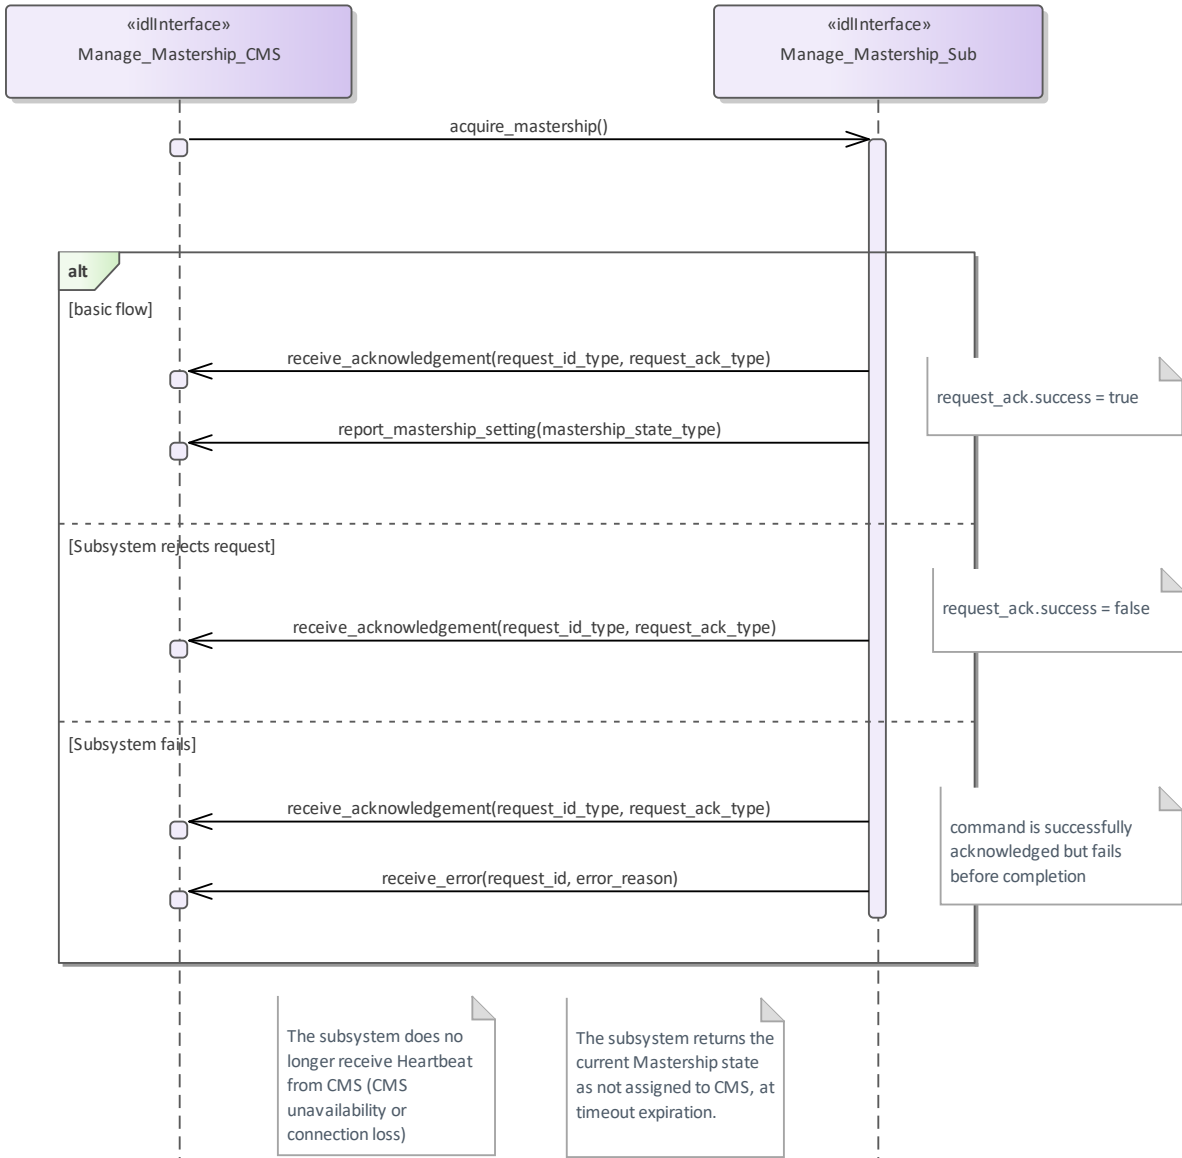 «idlInterface»
Manage_Mastership_CMS
«idlInterface»
Manage_Mastership_Sub
acquire_mastership()
alt
[basic flow]
receive_acknowledgement(request_id_type, request_ack_type)
request_ack.success = true
report_mastership_setting(mastership_state_type)
[Subsystem rejects request]
request_ack.success = false
receive_acknowledgement(request_id_type, request_ack_type)
[Subsystem fails]
receive_acknowledgement(request_id_type, request_ack_type)
command is successfully
acknowledged but fails
before completion
receive_error(request_id, error_reason)
The subsystem does no
longer receive Heartbeat
from CMS (CMS
unavailability or
connection loss)
The subsystem returns the
current Mastership state
as not assigned to CMS, at
timeout expiration.